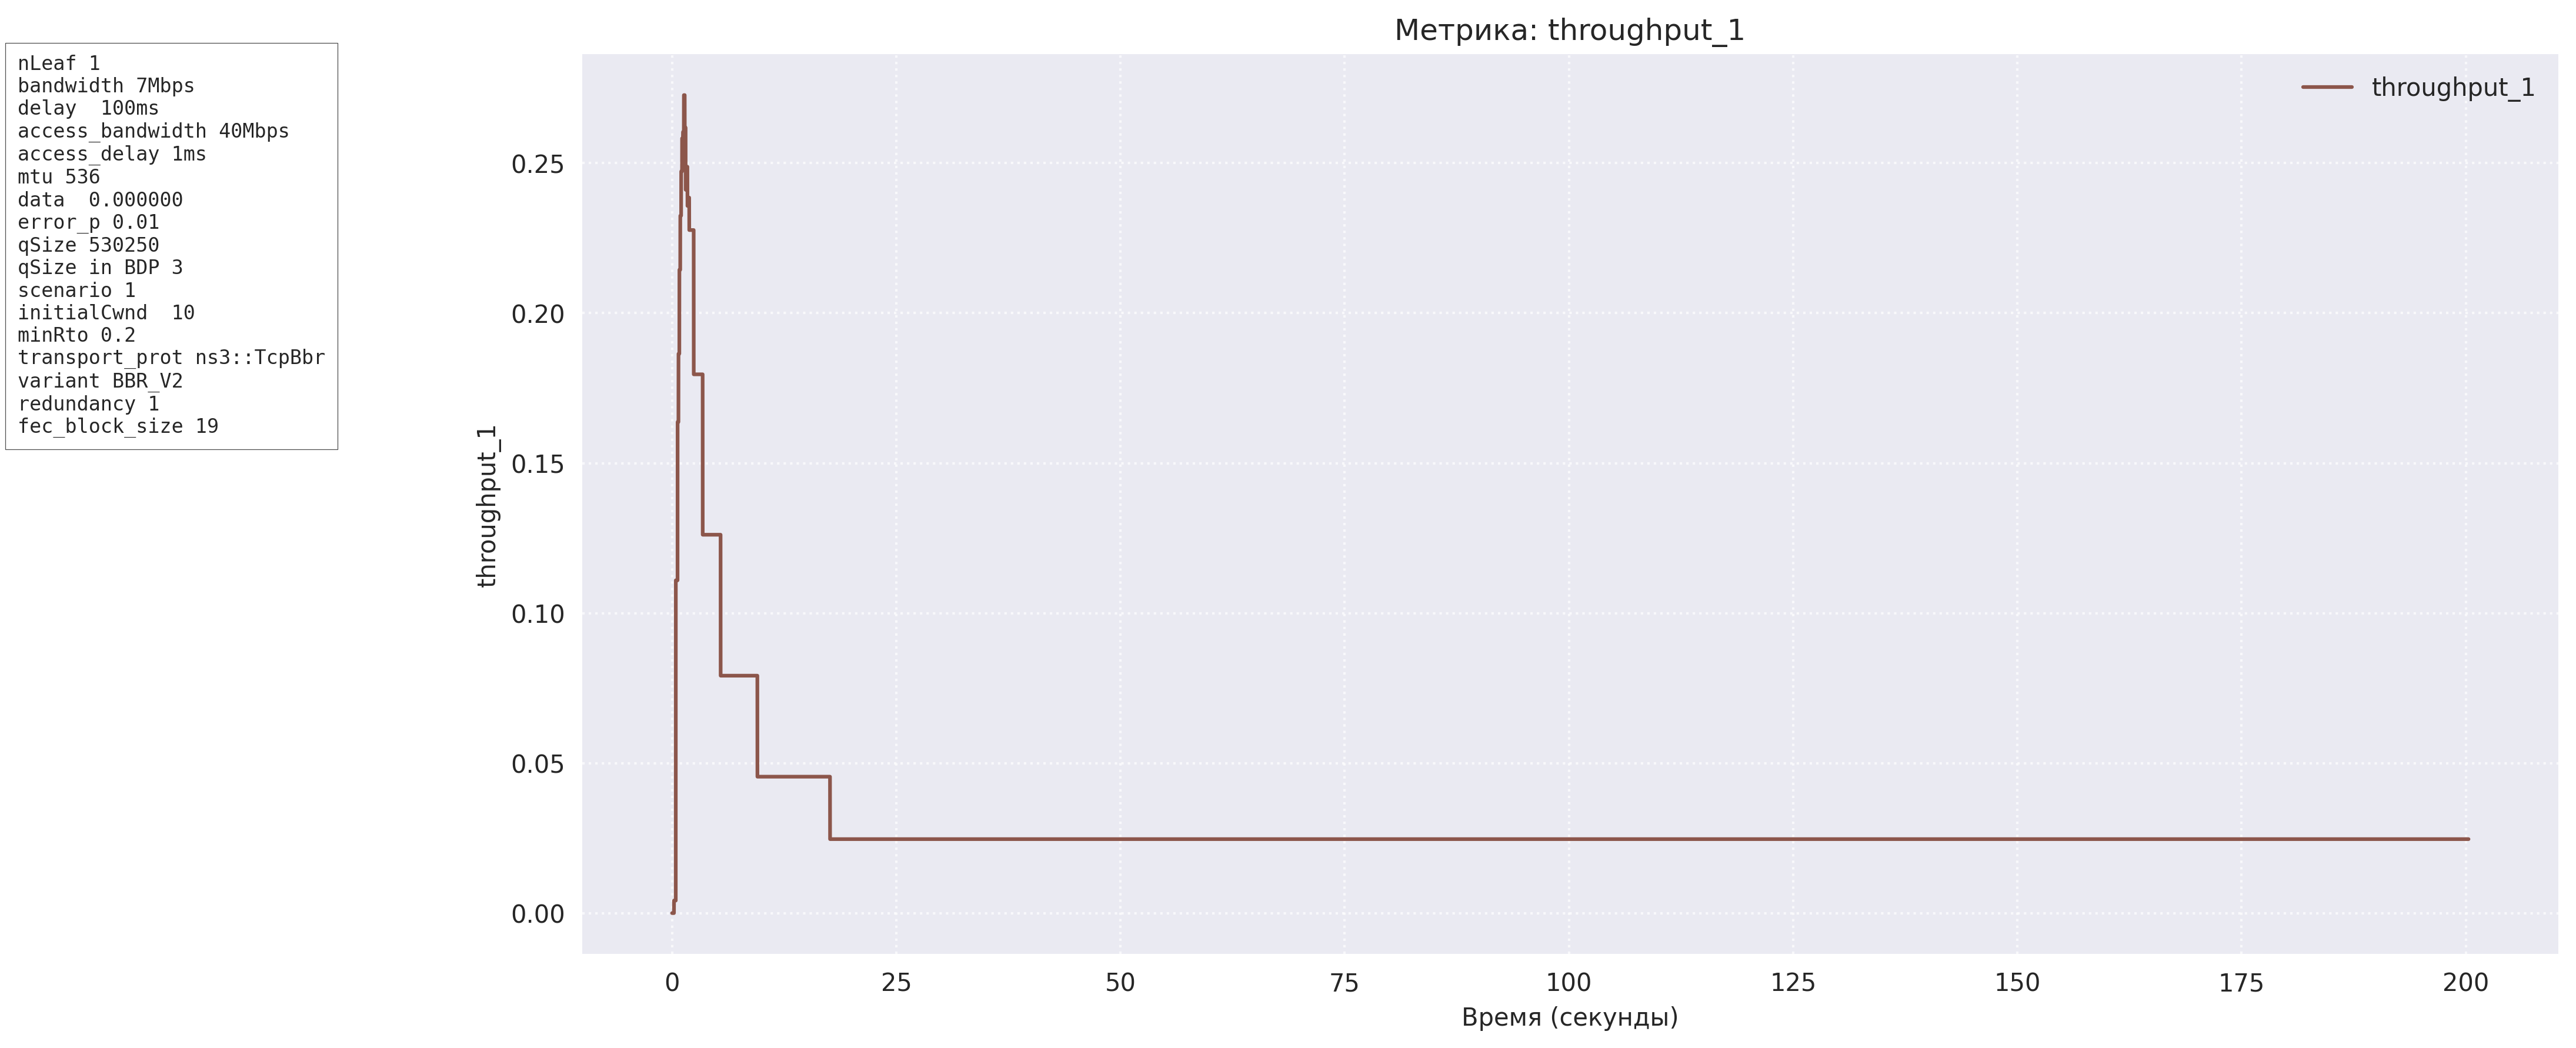 Метрика: throughput_1
nLeaf 1
bandwidth 7Mbps
delay  100ms
access_bandwidth 40Mbps
access_delay 1ms
mtu 536
data  0.000000
error_p 0.01
qSize 530250
qSize in BDP 3
scenario 1
initialCwnd  10
minRto 0.2
transport_prot ns3::TcpBbr
variant BBR_V2
redundancy 1
fec_block_size 19
throughput_1
throughput_1
0.25
0.20
0.15
0.10
0.05
0.00
0 25 50 75 100 125 150 175 200
Время (секунды)